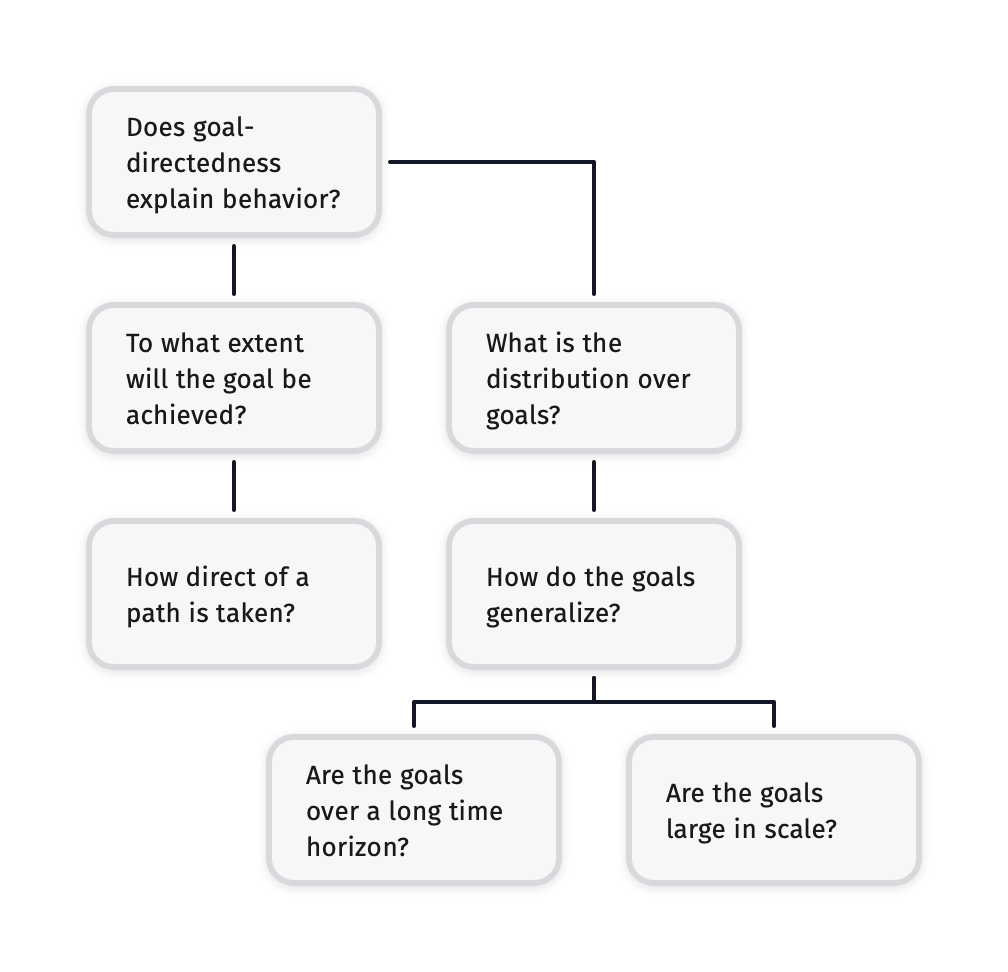 Does goal-
directedness
explain behavior?
To what extent
will the goal be
achieved?
What is the
distribution over
goals?
How direct of a
path is taken?
How do the goals
generalize?
Are the goals
over a long time
horizon?
Are the goals
large in scale?